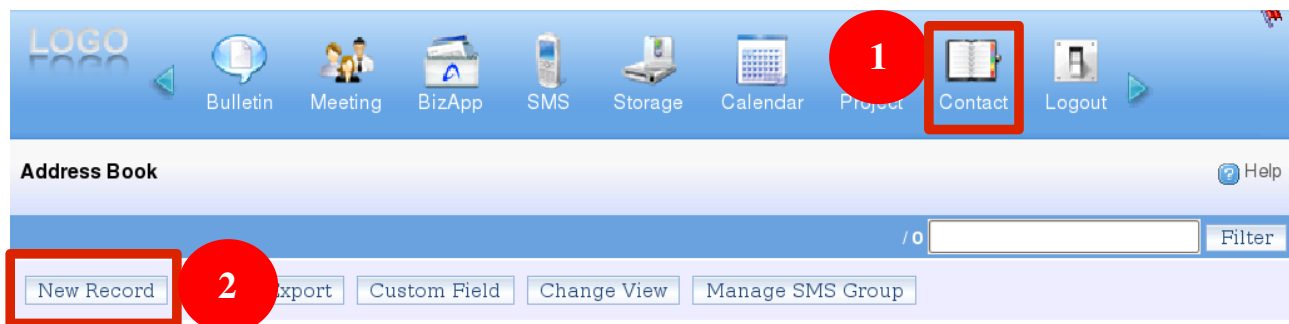 LOGO
Bulletin Meeting BizApp SMS Storage Calendar Project Contact Logout
1
Address Book
Help
/ 0 Filter
New Record 2 Export Custom Field Change View Manage SMS Group